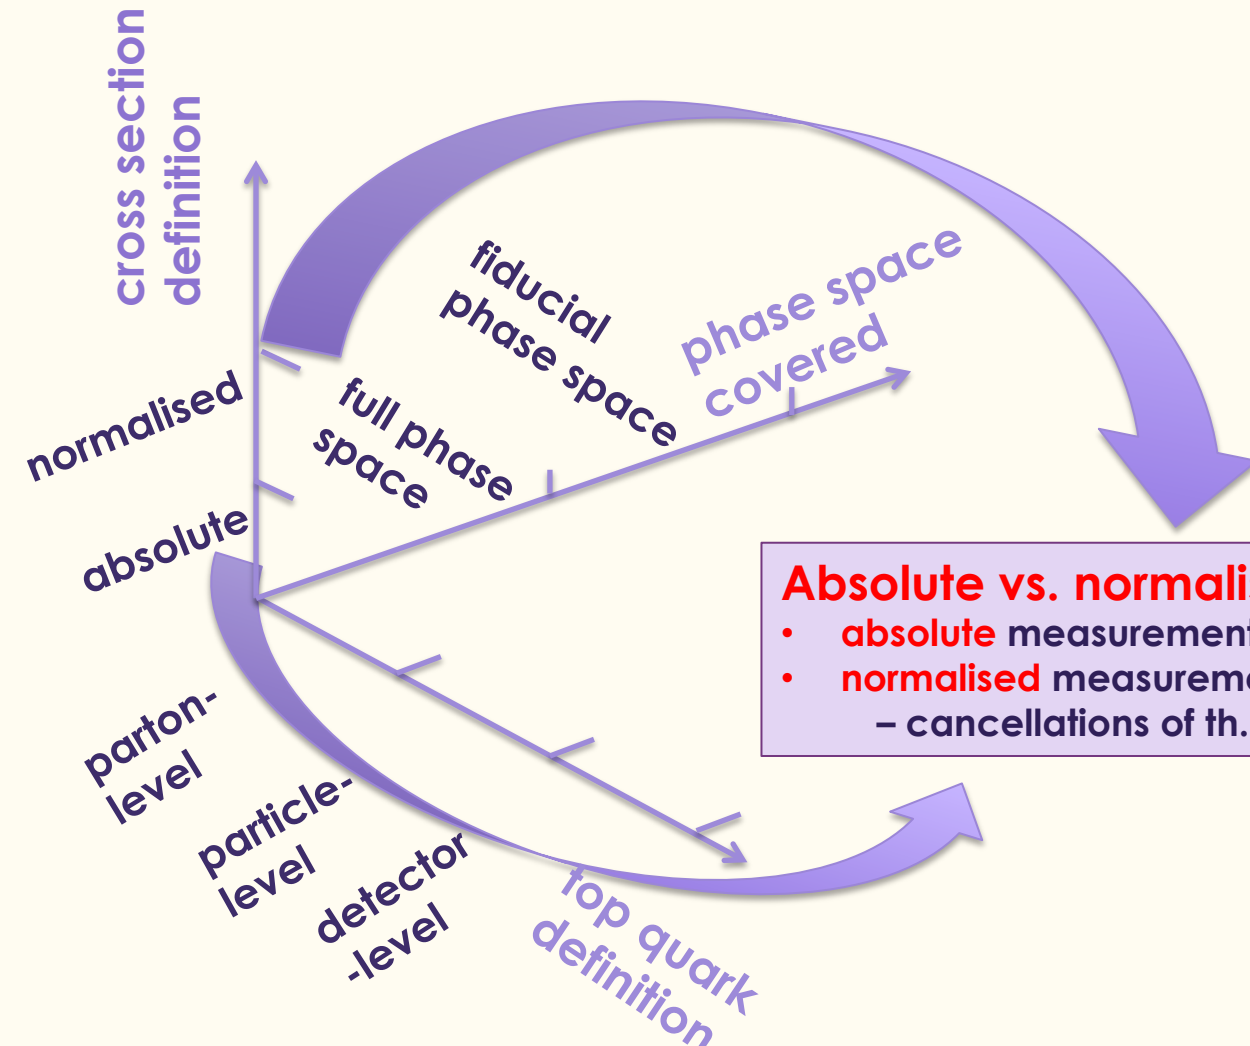 cross section
definition
normalised
absolute
fiducial
phase space
full phase
space
phase space
covered
parton-
level
particle-
level
detector
-level
top quark
definition
Absolute vs. normalis
• absolute measurement
• normalised measureme
– cancellations of th.